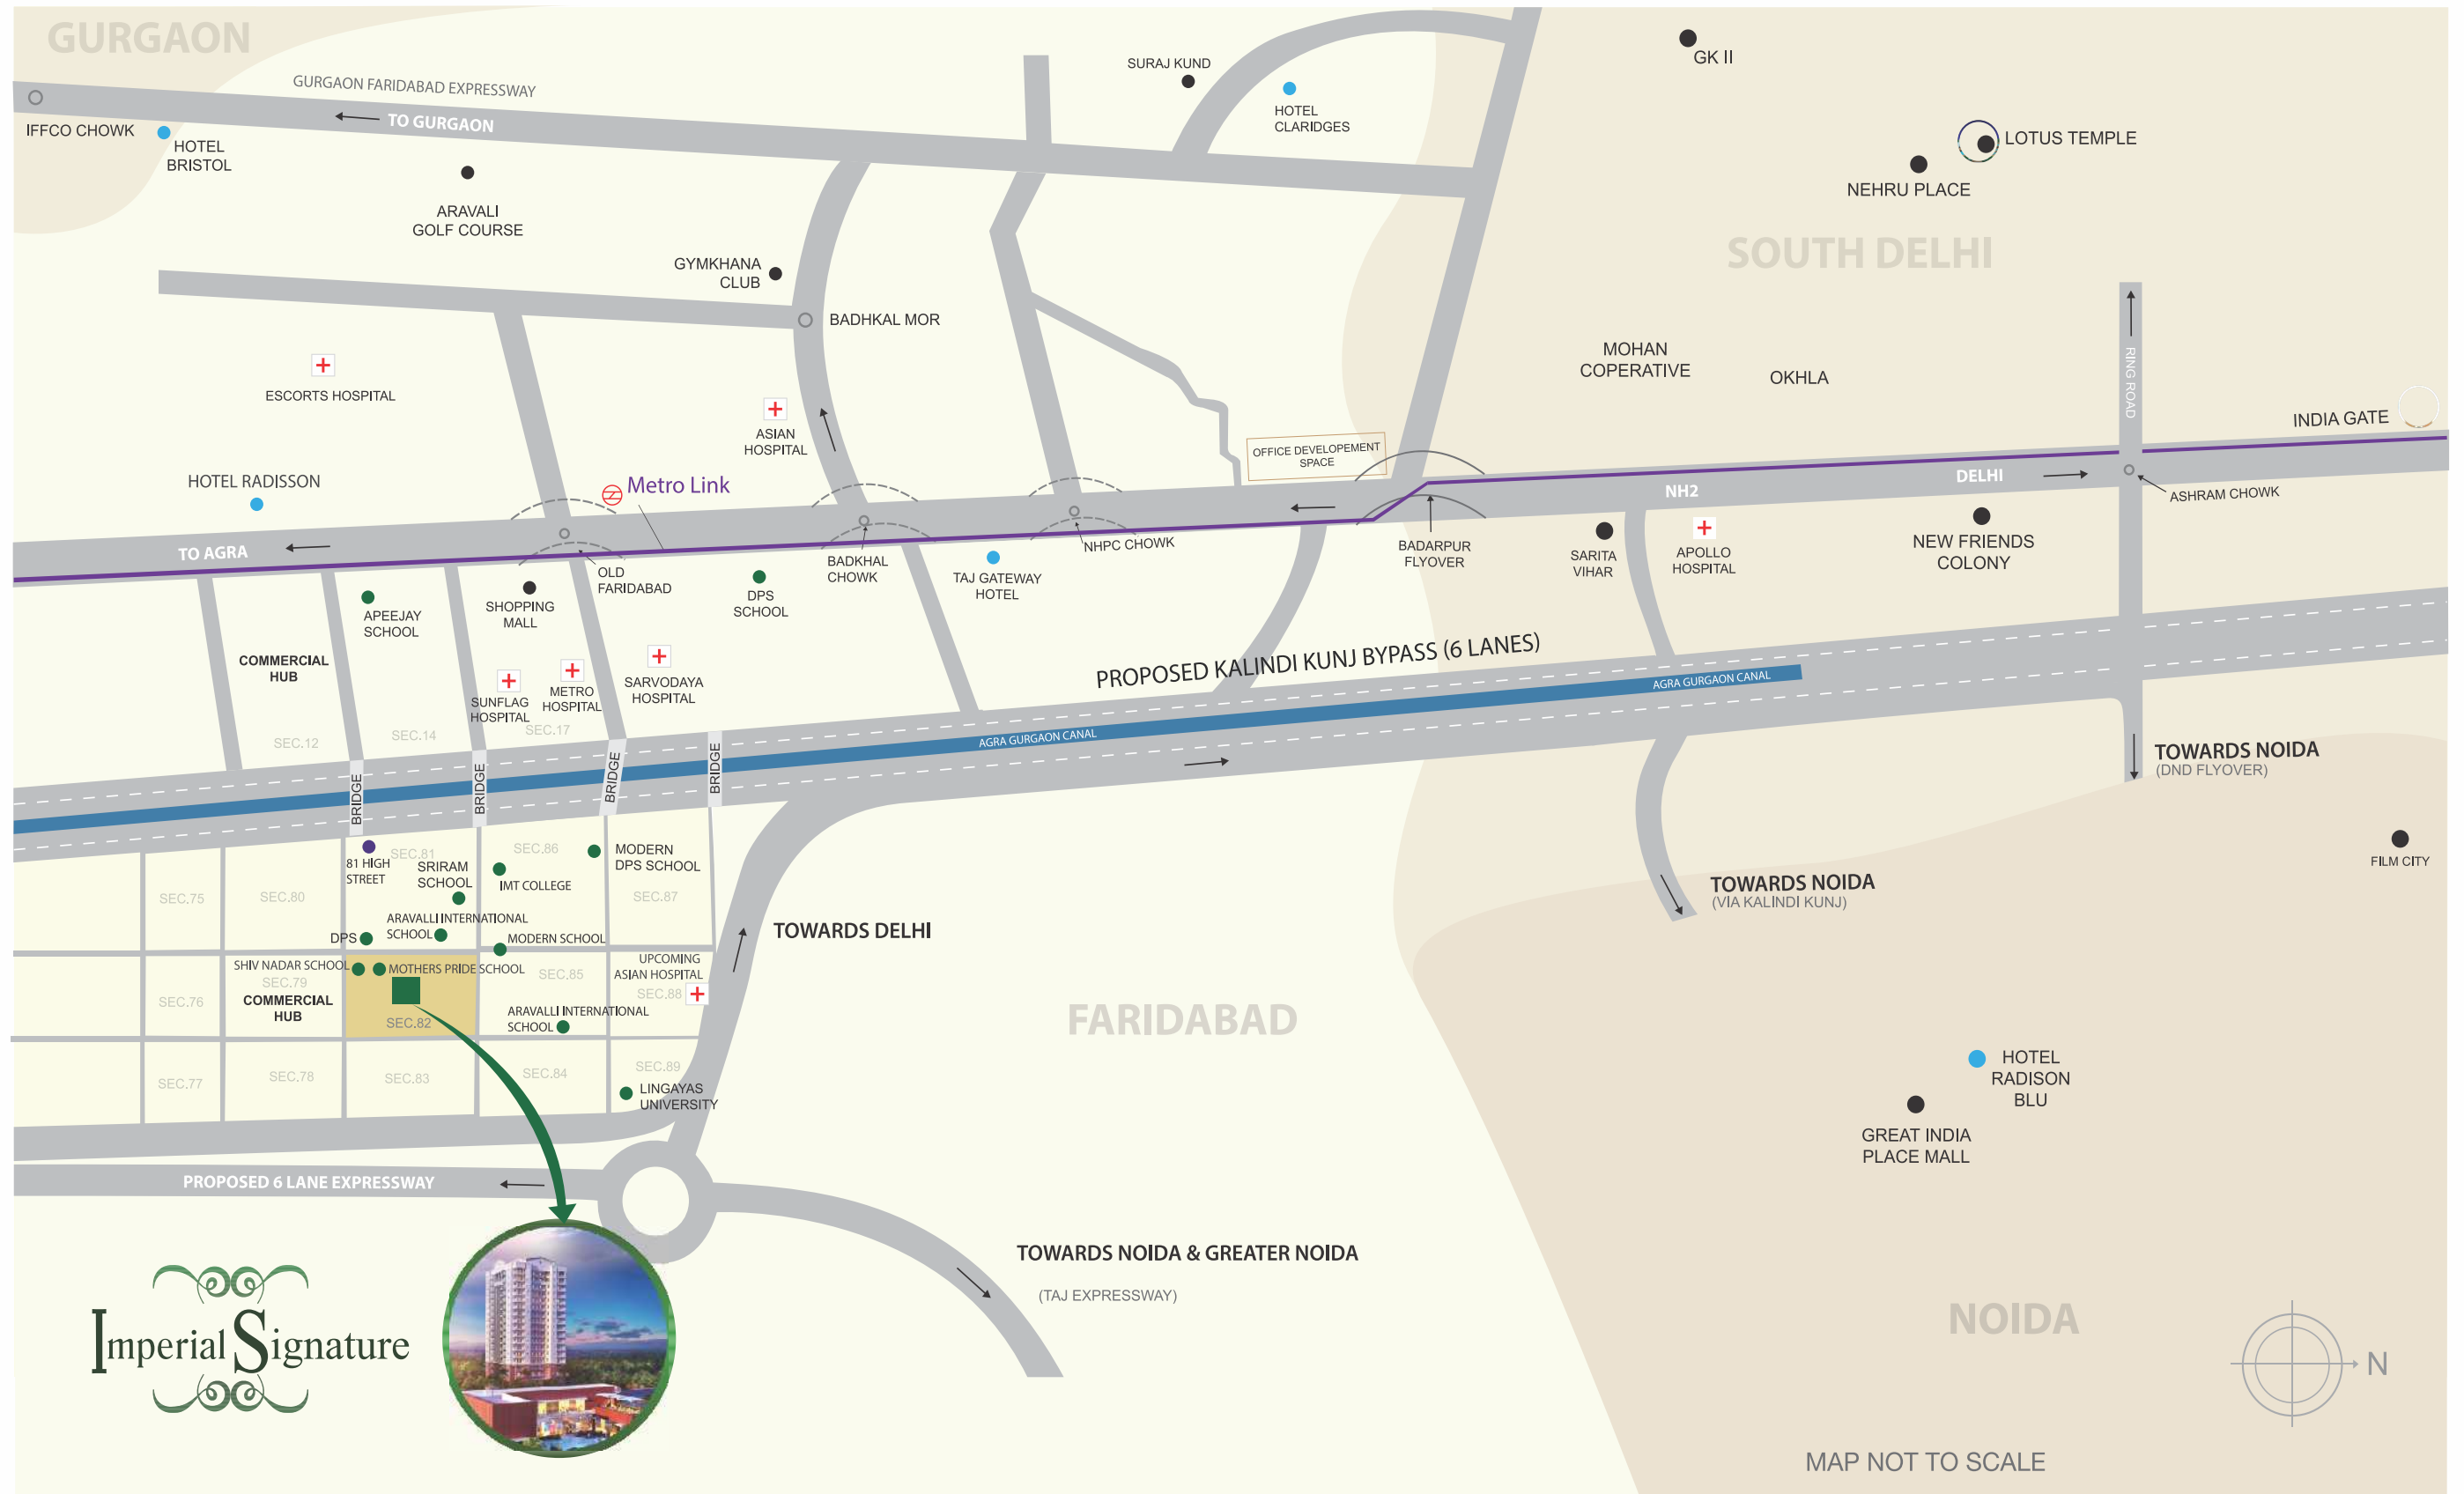 GURGAON
GURGAON FARIDABAD EXPRESSWAY
TO GURGAON
IFFCO CHOWK
HOTEL
BRISTOL
ARAVALI
GOLF COURSE
GYMKHANA
CLUB
BADHKAL MOR
SURAJ KUND
HOTEL
CLARIDGES
GK II
LOTUS TEMPLE
NEHRU PLACE
SOUTH DELHI
MOHAN
COPERATIVE
OKHLA
RING ROAD
INDIA GATE
ESCORTS HOSPITAL
ASIAN
HOSPITAL
OFFICE DEVELOPEMENT
SPACE
HOTEL RADISSON
Metro Link
NH2
DELHI
ASHRAM CHOWK
TO AGRA
OLD
FARIDABAD
BADKHAL
CHOWK
NHPC CHOWK
TAJ GATEWAY
HOTEL
BADARPUR
FLYOVER
SARITA
VIHAR
APOLLO
HOSPITAL
NEW FRIENDS
COLONY
APEEJAY
SCHOOL
SHOPPING
MALL
DPS
SCHOOL
COMMERCIAL
HUB
SUNFLAG
HOSPITAL
METRO
HOSPITAL
SARVODAYA
HOSPITAL
SEC.12
SEC.14
SEC.17
PROPOSED KALINDI KUNJ BYPASS (6 LANES)
AGRA GURGAON CANAL
AGRA GURGAON CANAL
BRIDGE
BRIDGE
BRIDGE
BRIDGE
TOWARDS NOIDA
(DND FLYOVER)
FILM CITY
TOWARDS NOIDA
(VIA KALINDI KUNJ)
81 HIGH
STREET
SEC.81
SRIRAM
SCHOOL
SEC.86
IMT COLLEGE
MODERN
DPS SCHOOL
SEC.75
SEC.80
SEC.87
ARAVALLI INTERNATIONAL
SCHOOL
DPS
MODERN SCHOOL
TOWARDS DELHI
SHIV NADAR SCHOOL
MOTHERS PRIDE SCHOOL
UPCOMING
ASIAN HOSPITAL
SEC.76
SEC.79
COMMERCIAL
HUB
SEC.82
SEC.85
SEC.88
ARAVALLI INTERNATIONAL
SCHOOL
FARIDABAD
SEC.77
SEC.78
SEC.83
SEC.84
SEC.89
LINGAYAS
UNIVERSITY
HOTEL
RADISON
BLU
GREAT INDIA
PLACE MALL
PROPOSED 6 LANE EXPRESSWAY
TOWARDS NOIDA & GREATER NOIDA
(TAJ EXPRESSWAY)
Imperial Signature
NOIDA
N
MAP NOT TO SCALE